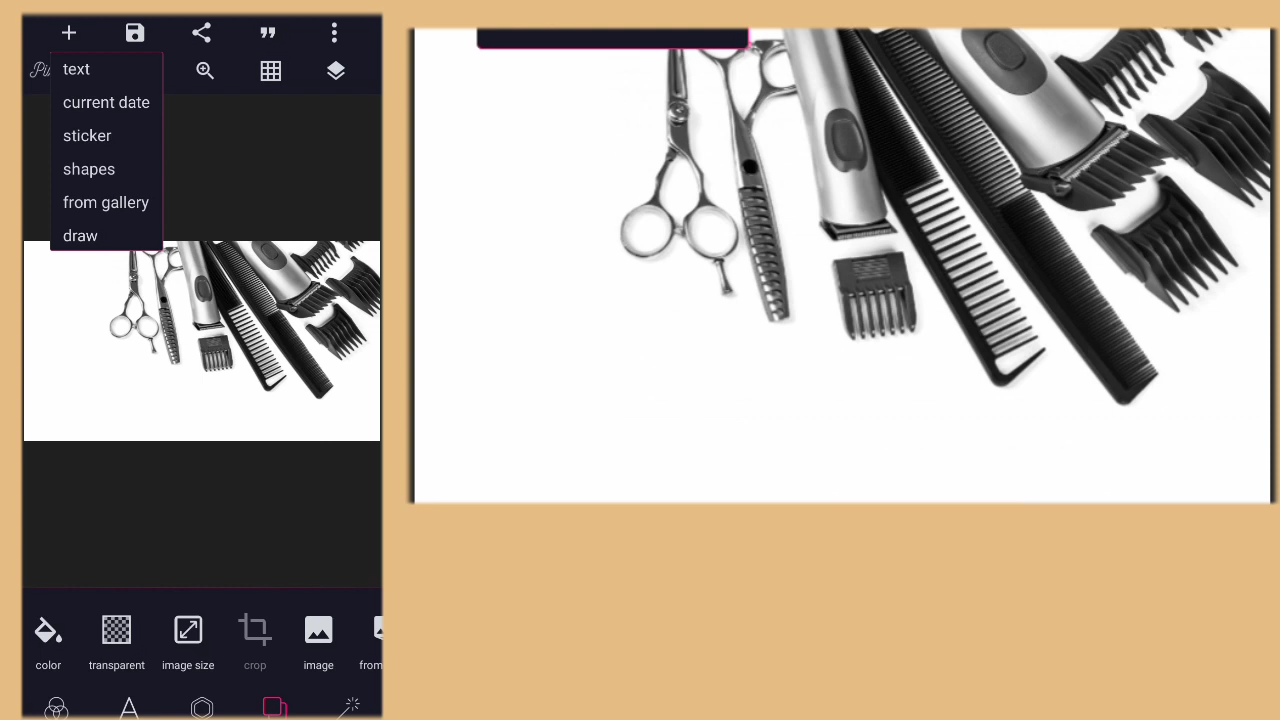 text
current date
sticker
shapes
from gallery
draw
color
transparent
image size
crop
image
from